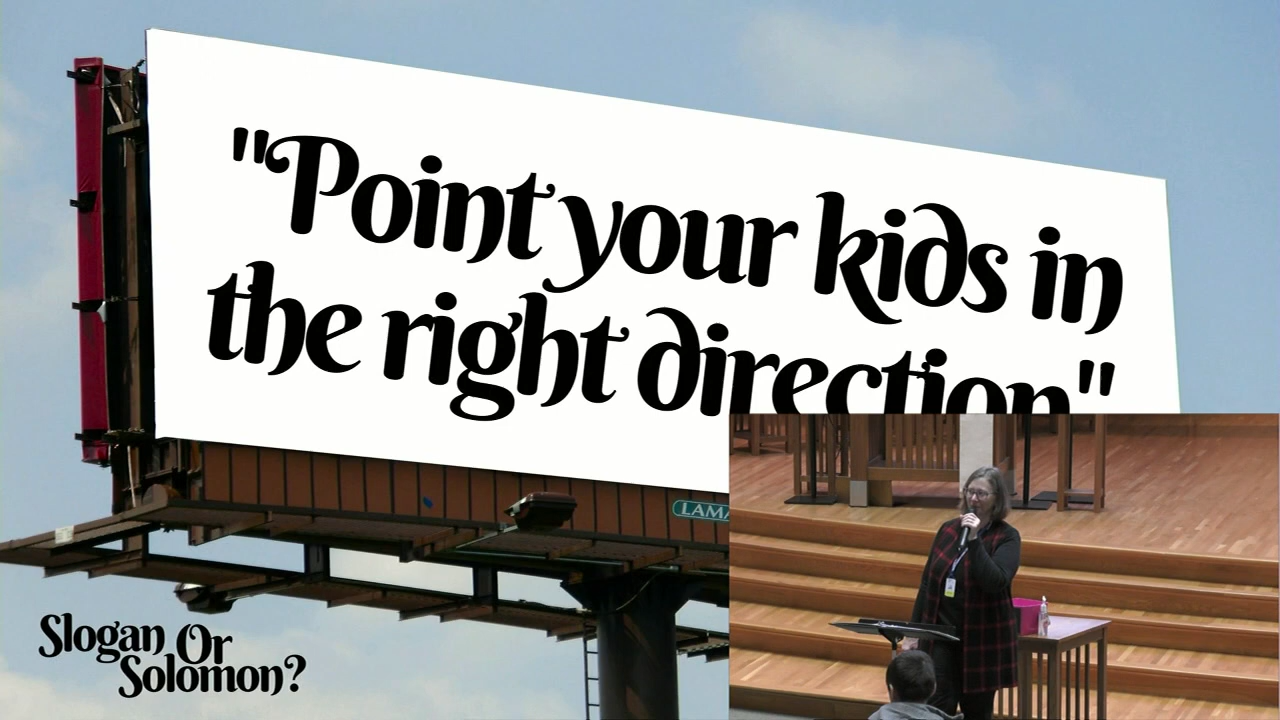 "Point your kids in
the right direction"
Slogan Or
Solomon?